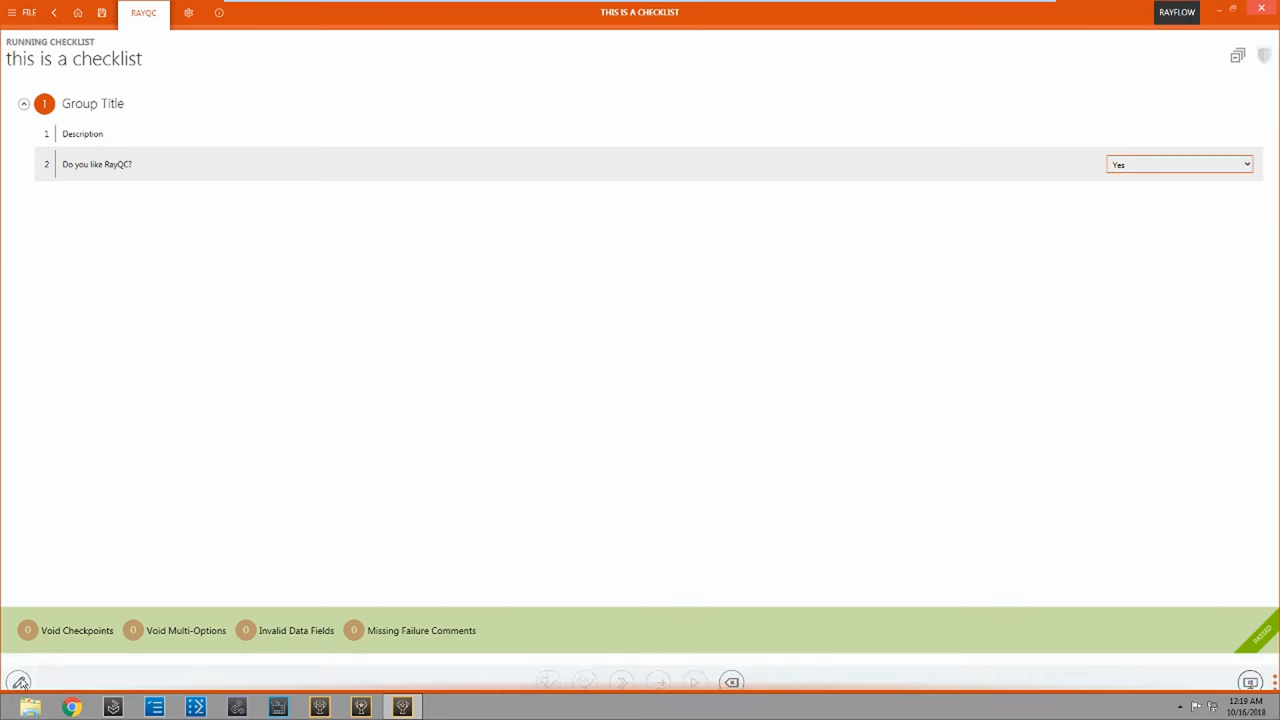 FILE
RAYQC
THIS IS A CHECKLIST
RAYFLOW
RUNNING CHECKLIST
this is a checklist
I Group Title
1 Description
2 Do you like RayQC? Yes
0 Void Checkpoints 0 Void Multi-Options 0 Invalid Data Fields 0 Missing Failure Comments
PASSED
12:19 AM
10/16/2018